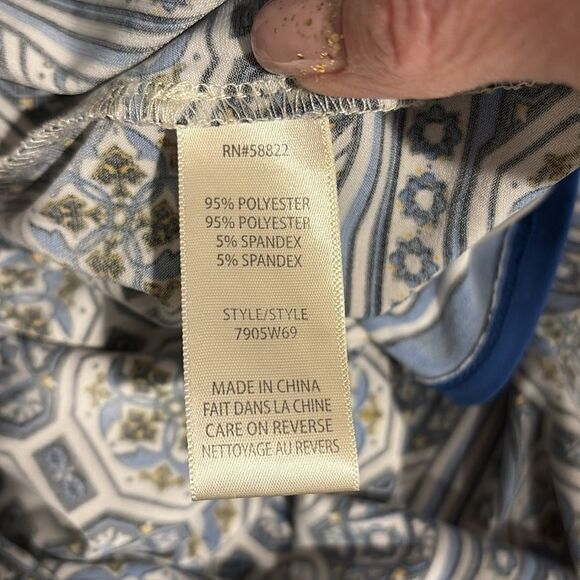 RN#58822
95% POLYESTER
95% POLYESTER
5% SPANDEX
5% SPANDEX
STYLE/STYLE
7905W69
MADE IN CHINA
FAIT DANS LA CHINE
CARE ON REVERSE
NETTOYAGE AU REVERS